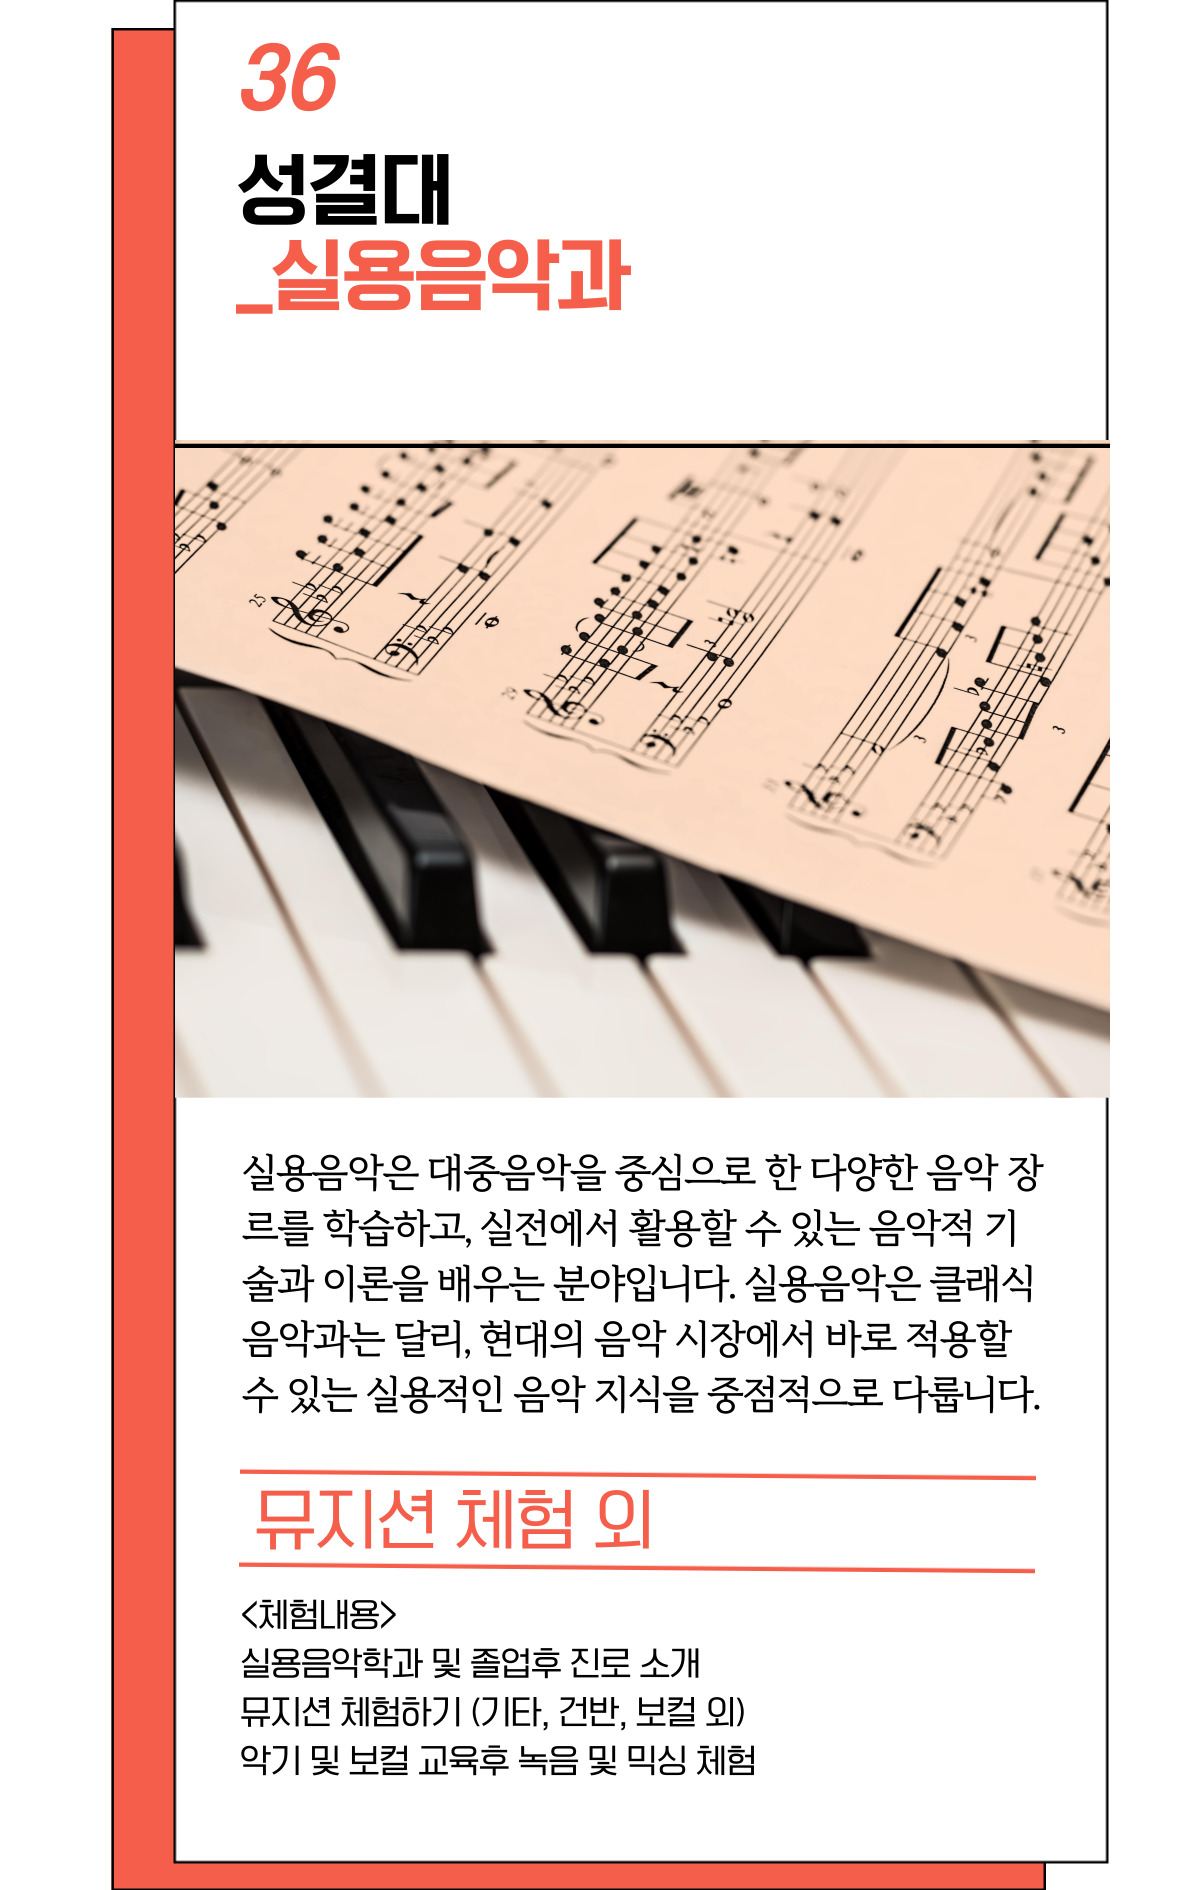 36
성결대
_실용음악과
25
29
3
3
3
3
실용음악은 대중음악을 중심으로 한 다양한 음악 장
르를 학습하고, 실전에서 활용할 수 있는 음악적 기
술과 이론을 배우는 분야입니다. 실용음악은 클래식
음악과는 달리, 현대의 음악 시장에서 바로 적용할
수 있는 실용적인 음악 지식을 중점적으로 다룹니다.
뮤지션 체험 외
<체험내용>
실용음악학과 및 졸업후 진로 소개
뮤지션 체험하기 (기타, 건반, 보컬 외)
악기 및 보컬 교육후 녹음 및 믹싱 체험